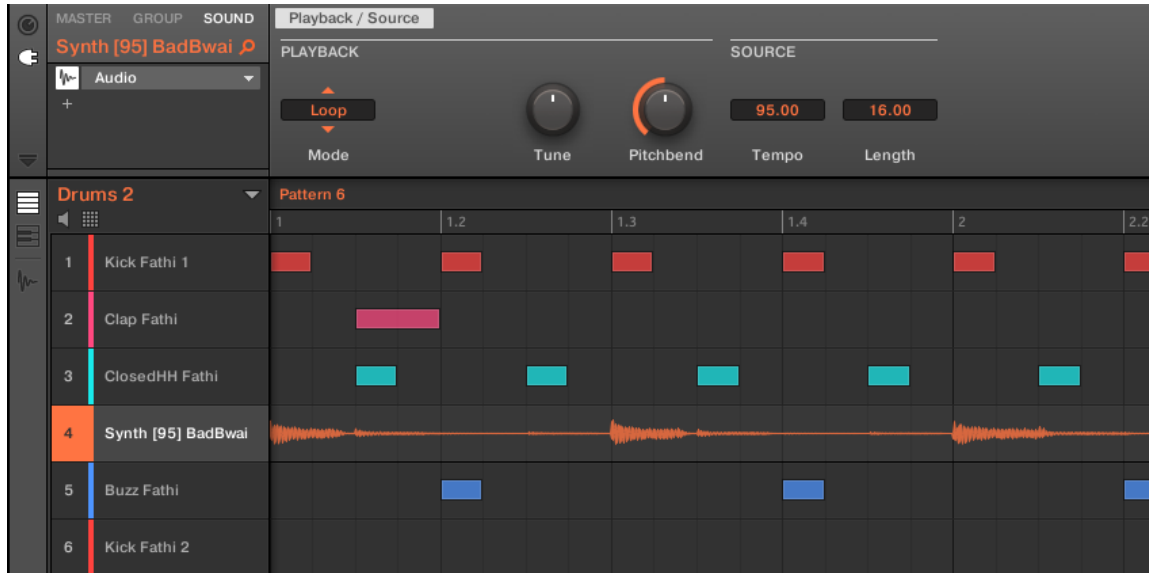 MASTER GROUP SOUND
Playback / Source
Synth [95] BadBwai
PLAYBACK
SOURCE
Audio
+
Loop
95.00
16.00
Mode
Tune
Pitchbend
Tempo
Length
Drums 2
Pattern 6
1 1.2 1.3 1.4 2 2.2
1 Kick Fathi 1
2 Clap Fathi
3 ClosedHH Fathi
4 Synth [95] BadBwai
5 Buzz Fathi
6 Kick Fathi 2